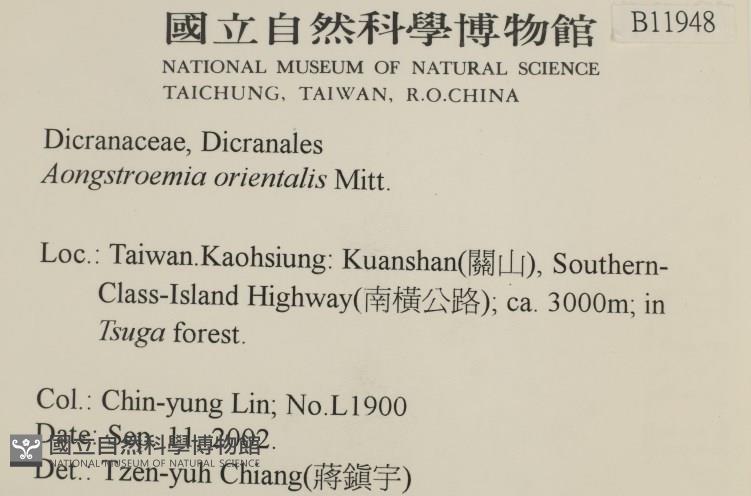 國立自然科學博物館
B11948
NATIONAL MUSEUM OF NATURAL SCIENCE
TAICHUNG, TAIWAN, R.O.CHINA
Dicranaceae, Dicranales
Aongstroemia orientalis Mitt.
Loc.: Taiwan.Kaohsiung: Kuanshan(關山), Southern-
Class-Island Highway(南橫公路); ca. 3000m; in
Tsuga forest.
Col.: Chin-yung Lin; No.L1900
Date: Sep. 11, 2002.
國立自然科學博物館
NATIONAL MUSEUM OF NATURAL SCIENCE
Det.: Tzen-yuh Chiang(蔣鎮宇)